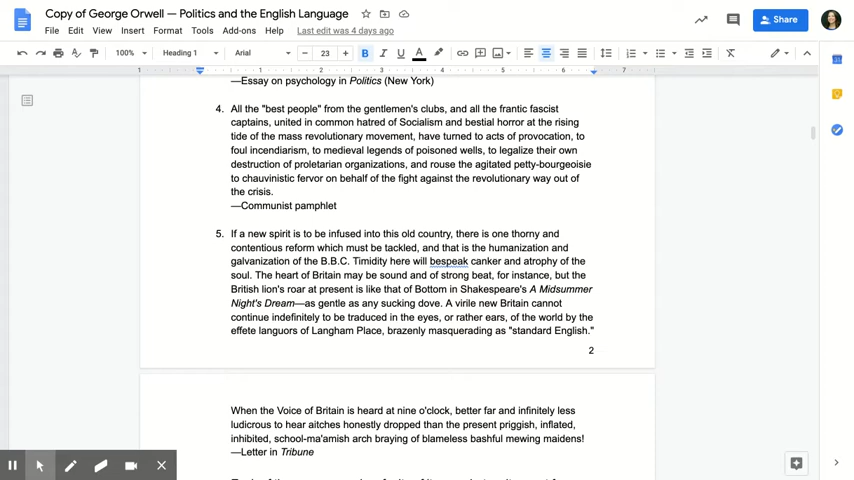 Copy of George Orwell — Politics and the English Language
File Edit View Insert Format Tools Add-ons Help Last edit was 4 days ago
Share
100% Heading 1 Arial 23 B I U A
1 1 2 3 4 5 6 7
—Essay on psychology in Politics (New York)
4. All the "best people" from the gentlemen's clubs, and all the frantic fascist
captains, united in common hatred of Socialism and bestial horror at the rising
tide of the mass revolutionary movement, have turned to acts of provocation, to
foul incendiarism, to medieval legends of poisoned wells, to legalize their own
destruction of proletarian organizations, and rouse the agitated petty-bourgeoisie
to chauvinistic fervor on behalf of the fight against the revolutionary way out of
the crisis.
—Communist pamphlet
5. If a new spirit is to be infused into this old country, there is one thorny and
contentious reform which must be tackled, and that is the humanization and
galvanization of the B.B.C. Timidity here will bespeak canker and atrophy of the
soul. The heart of Britain may be sound and of strong beat, for instance, but the
British lion's roar at present is like that of Bottom in Shakespeare's A Midsummer
Night's Dream—as gentle as any sucking dove. A virile new Britain cannot
continue indefinitely to be traduced in the eyes, or rather ears, of the world by the
effete languors of Langham Place, brazenly masquerading as "standard English."
2
When the Voice of Britain is heard at nine o'clock, better far and infinitely less
ludicrous to hear aitches honestly dropped than the present priggish, inflated,
inhibited, school-ma'amish arch braying of blameless bashful mewing maidens!
—Letter in Tribune